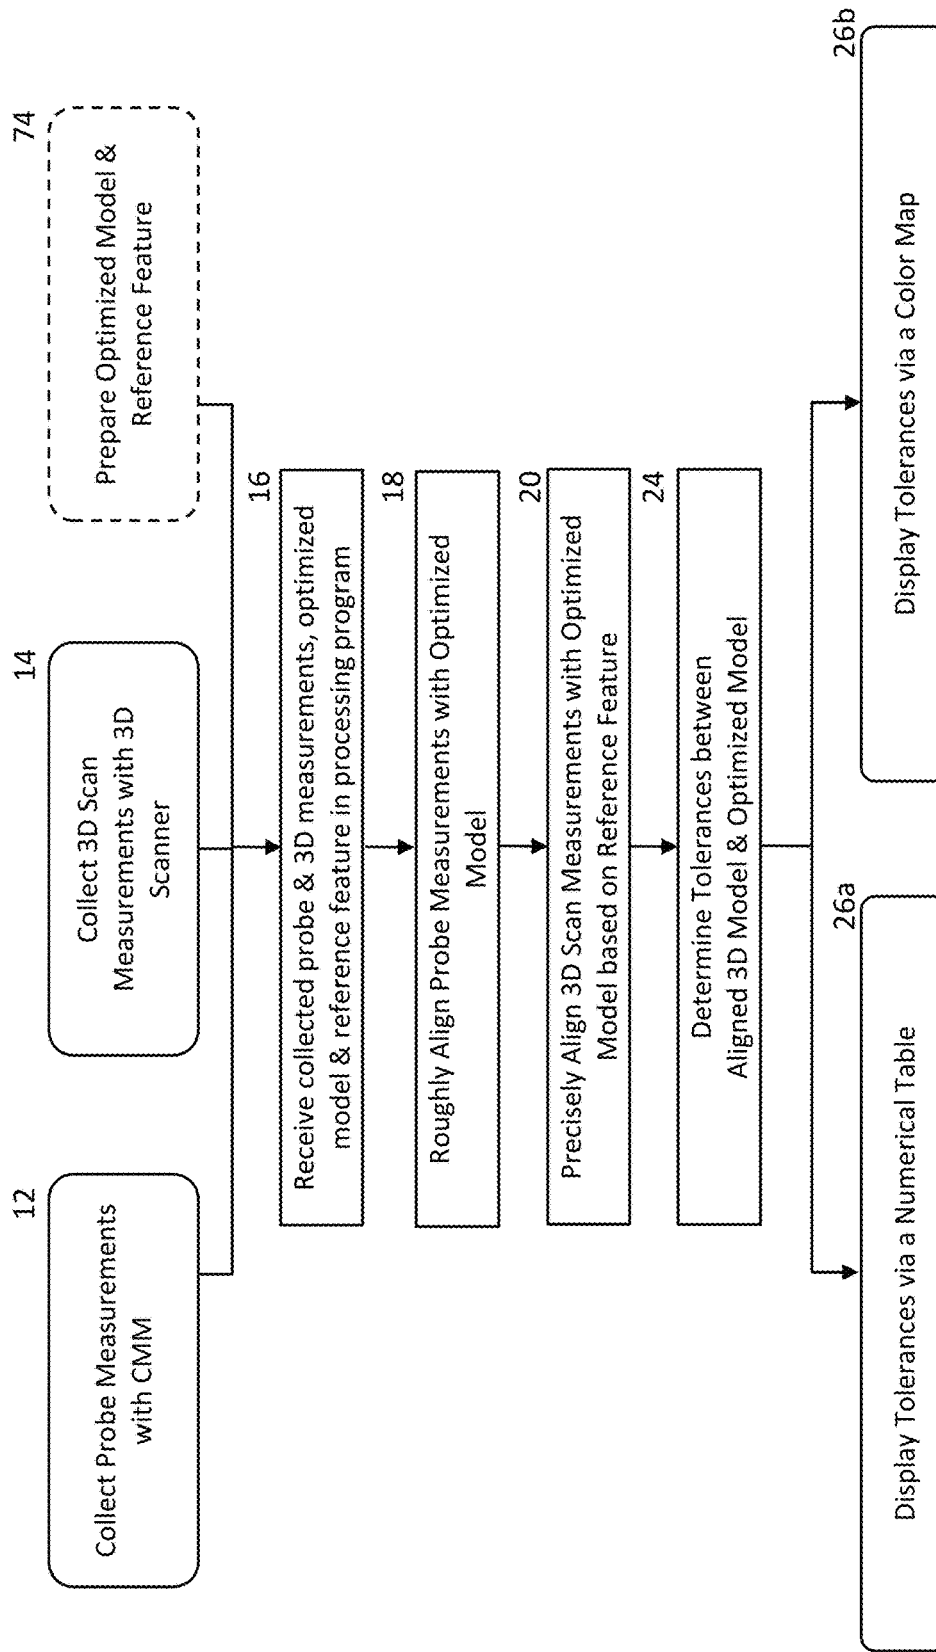 12
Collect Probe Measurements
with CMM
14
Collect 3D Scan
Measurements with 3D
Scanner
74
Prepare Optimized Model &
Reference Feature
16
Receive collected probe & 3D measurements, optimized
model & reference feature in processing program
18
Roughly Align Probe Measurements with Optimized
Model
20
Precisely Align 3D Scan Measurements with Optimized
Model based on Reference Feature
24
Determine Tolerances between
Aligned 3D Model & Optimized Model
26a
Display Tolerances via a Numerical Table
26b
Display Tolerances via a Color Map